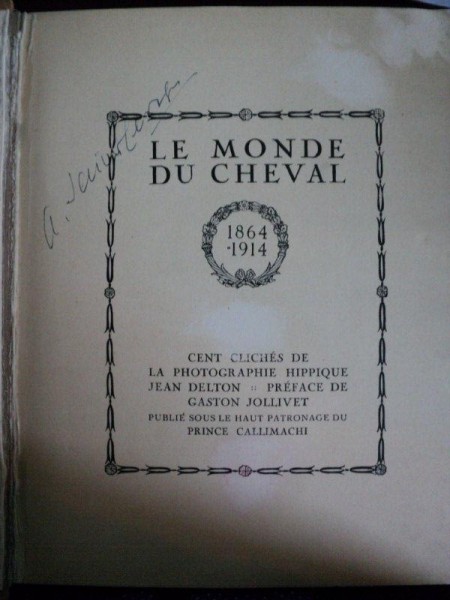 LE MONDE
DU CHEVAL
1864
-1914
CENT CLICHÉS DE
LA PHOTOGRAPHIE HIPPIQUE
JEAN DELTON :: PRÉFACE DE
GASTON JOLLIVET
PUBLIÉ SOUS LE HAUT PATRONAGE DU
PRINCE CALLIMACHI